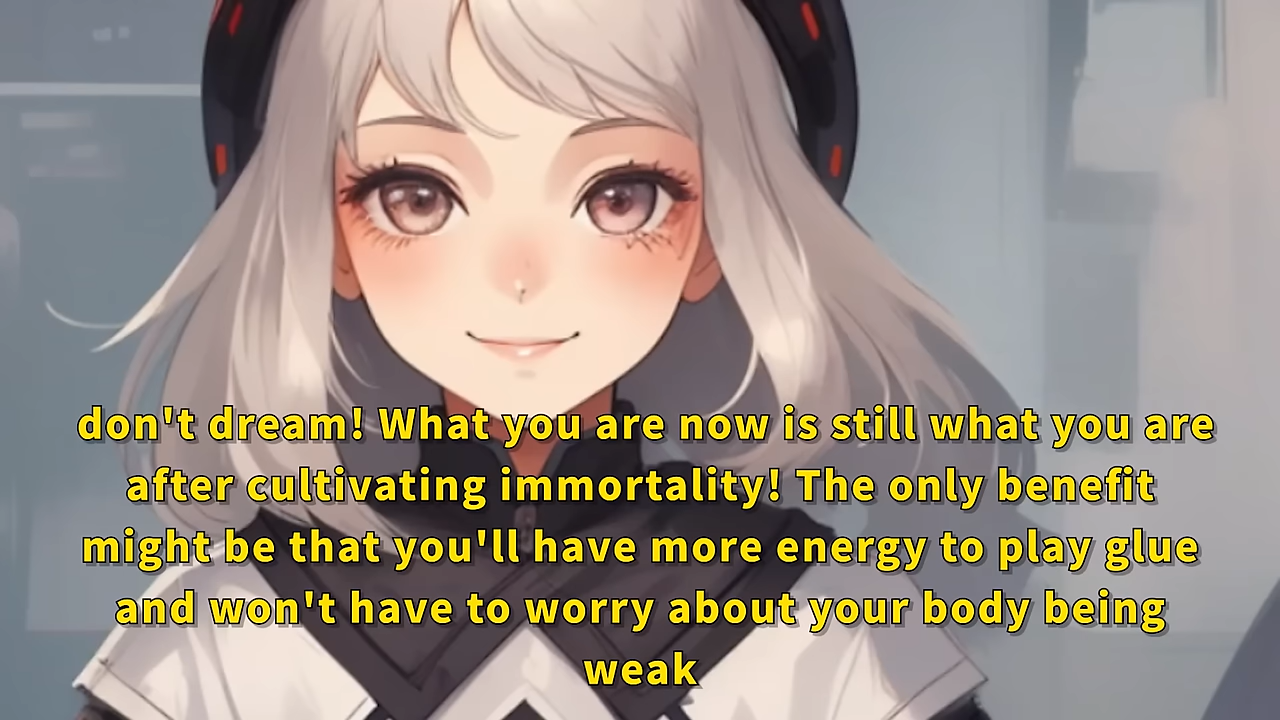 don't dream! What you are now is still what you are
after cultivating immortality! The only benefit
might be that you'll have more energy to play glue
and won't have to worry about your body being
weak